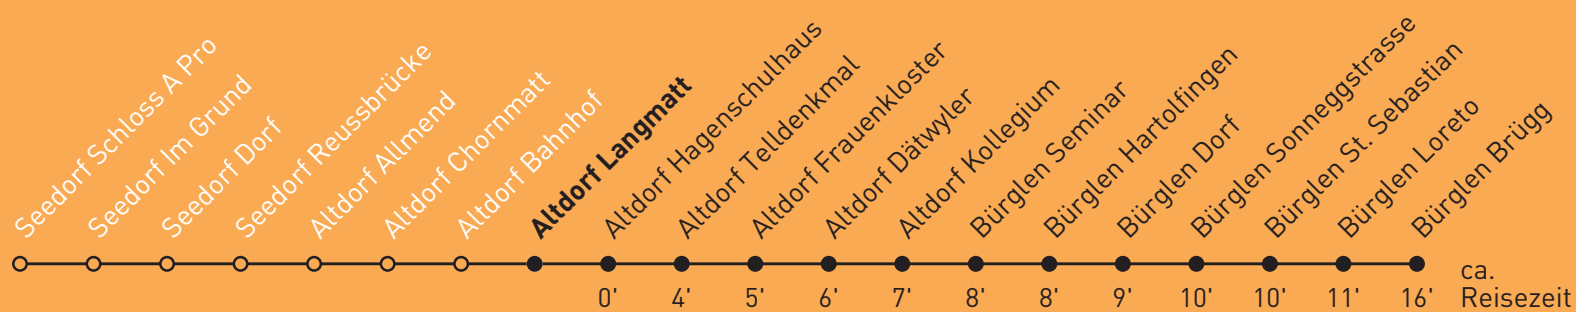 Seedorf Schloss A Pro
Seedorf Im Grund
Seedorf Dorf
Seedorf Reussbrücke
Altdorf Allmend
Altdorf Chornmatt
Altdorf Bahnhof
Altdorf Langmatt
Altdorf Hagenschulhaus
Altdorf Telldenkmal
Altdorf Frauenkloster
Altdorf Dätwyler
Altdorf Kollegium
Bürglen Seminar
Bürglen Hartolfingen
Bürglen Dorf
Bürglen Sonneggstrasse
Bürglen St. Sebastian
Bürglen Loreto
Bürglen Brügg
0' 4' 5' 6' 7' 8' 8' 9' 10' 10' 11' 16'
ca.
Reisezeit